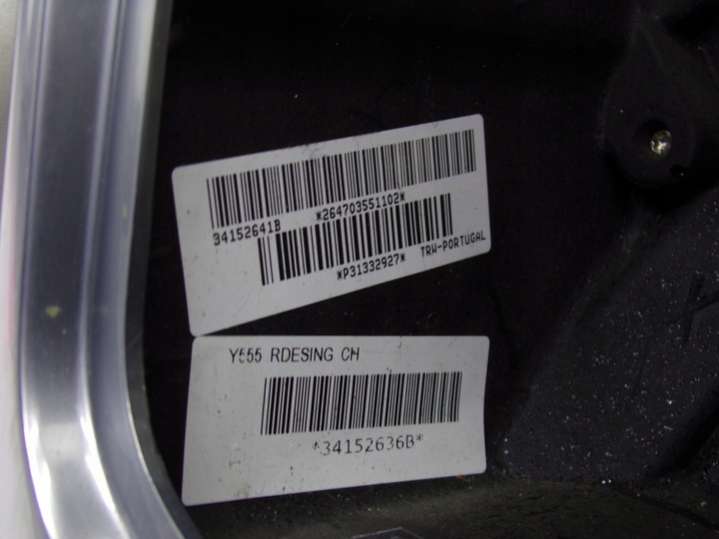 34152641B *264703551102*
*P31332927* TRW-PORTUGAL
Y555 RDESING CH
*34152636B*